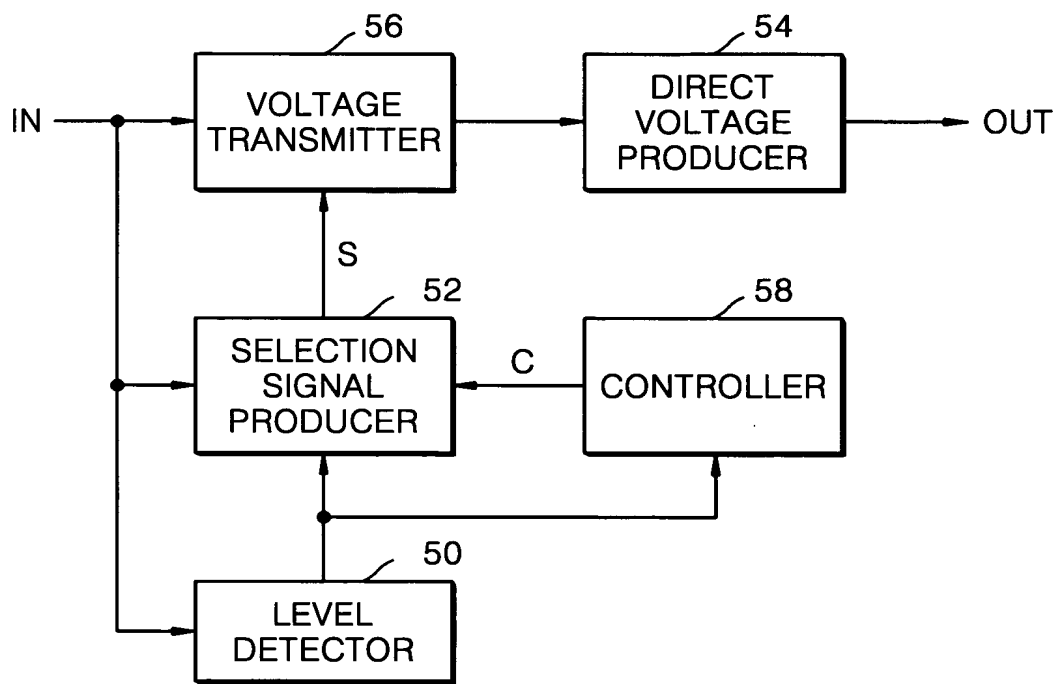 56
54
IN
VOLTAGE
TRANSMITTER
DIRECT
VOLTAGE
PRODUCER
OUT
S
52
58
SELECTION
SIGNAL
PRODUCER
C
CONTROLLER
50
LEVEL
DETECTOR